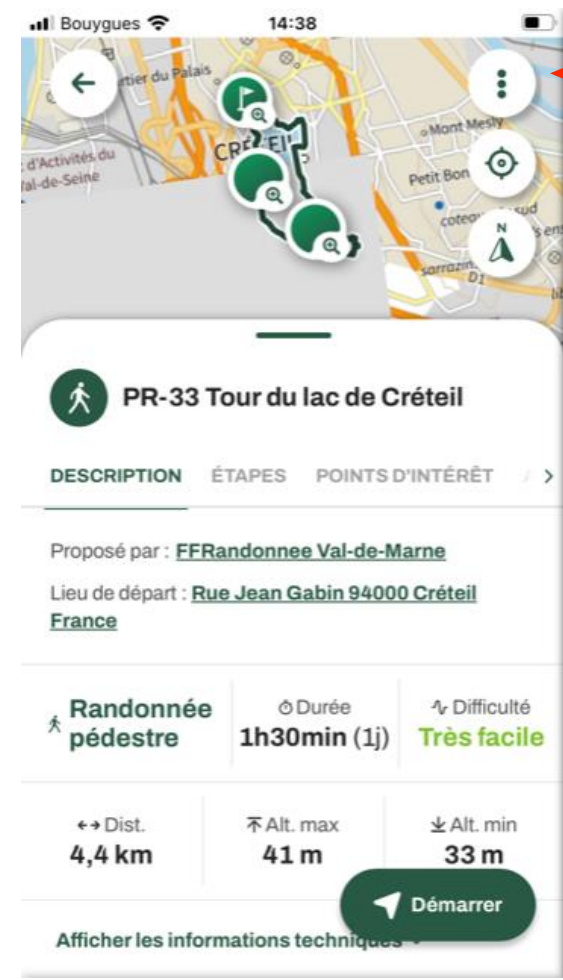 Bouygues 14:38
rtier du Palais
d'Activités du
al-de-Seine
Mont Mesly
Petit Bon
sud
N
D1
PR-33 Tour du lac de Créteil
DESCRIPTION ÉTAPES POINTS D'INTÉRÊT
Proposé par : FFRandonnee Val-de-Marne
Lieu de départ : Rue Jean Gabin 94000 Créteil
France
Randonnée
pédestre
Durée
1h30min (1j)
Difficulté
Très facile
Dist.
4,4 km
Alt. max
41 m
Alt. min
33 m
Démarrer
Afficher les informations techniques